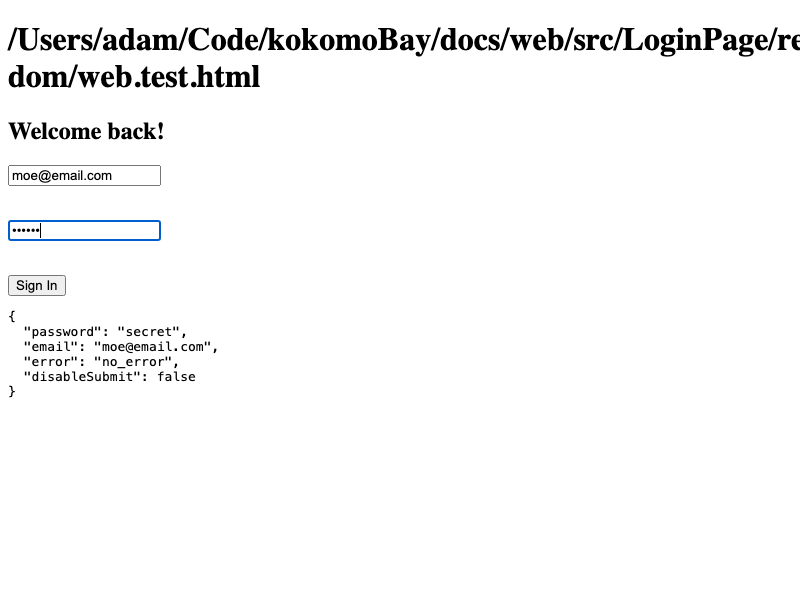 /Users/adam/Code/kokomoBay/docs/web/src/LoginPage/re
dom/web.test.html
Welcome back!
moe@email.com
••••••
Sign In
{
  "password": "secret",
  "email": "moe@email.com",
  "error": "no_error",
  "disableSubmit": false
}